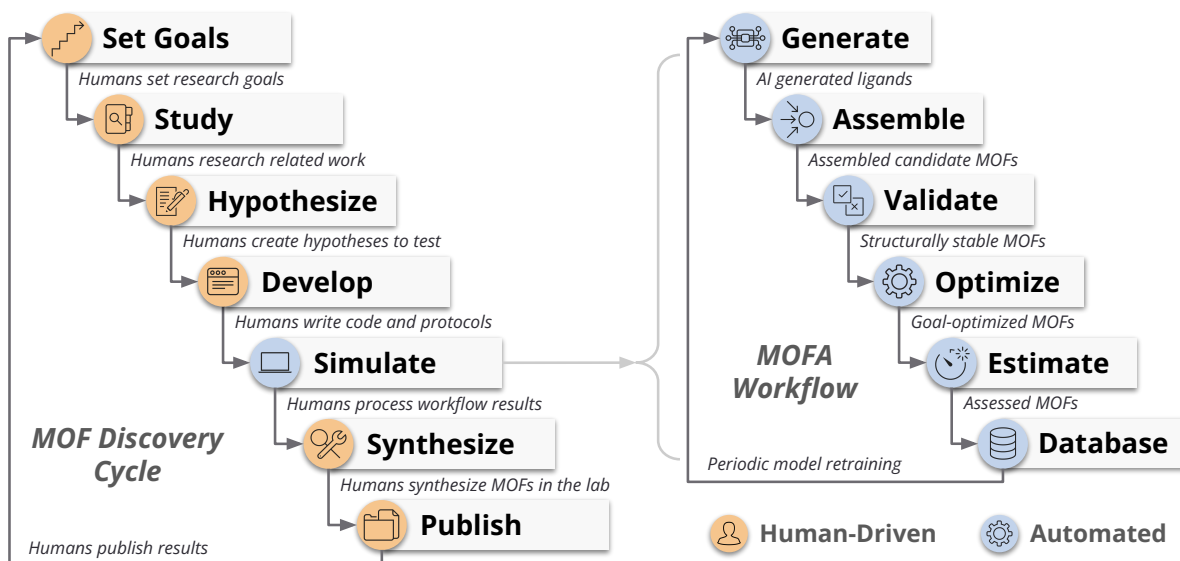 Set Goals
Humans set research goals
Study
Humans research related work
Hypothesize
Humans create hypotheses to test
Develop
Humans write code and protocols
Simulate
Humans process workflow results
Synthesize
Humans synthesize MOFs in the lab
Publish
Humans publish results
MOF Discovery
Cycle
Generate
AI generated ligands
Assemble
Assembled candidate MOFs
Validate
Structurally stable MOFs
Optimize
Goal-optimized MOFs
Estimate
Assessed MOFs
Database
Periodic model retraining
MOFA
Workflow
Human-Driven
Automated